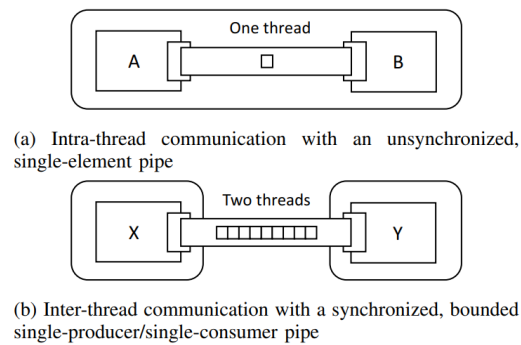 One thread
A
B
(a) Intra-thread communication with an unsynchronized,
single-element pipe
Two threads
X
Y
(b) Inter-thread communication with a synchronized, bounded
single-producer/single-consumer pipe